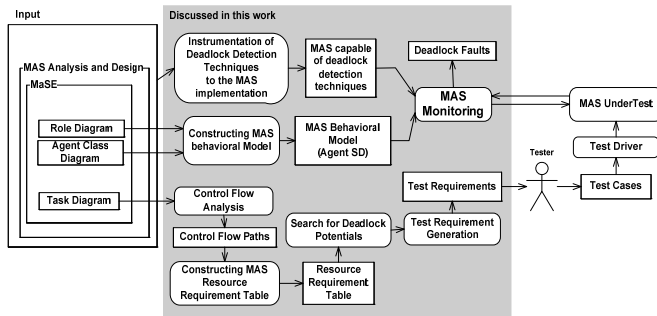 Input
Discussed in this work
MAS Analysis and Design
MaSE
Role Diagram
Agent Class
Diagram
Task Diagram
Instrumentation of
Deadlock Detection
Techniques
to the MAS
implementation
MAS capable
of deadlock
detection
techniques
Deadlock Faults
MAS
Monitoring
MAS UnderTest
Constructing MAS
behavioral Model
MAS Behavioral
Model
(Agent SD)
Test Driver
Tester
Test Cases
Control Flow
Analysis
Control Flow Paths
Constructing MAS
Resource
Requirement Table
Resource
Requirement
Table
Search for Deadlock
Potentials
Test Requirement
Generation
Test Requirements